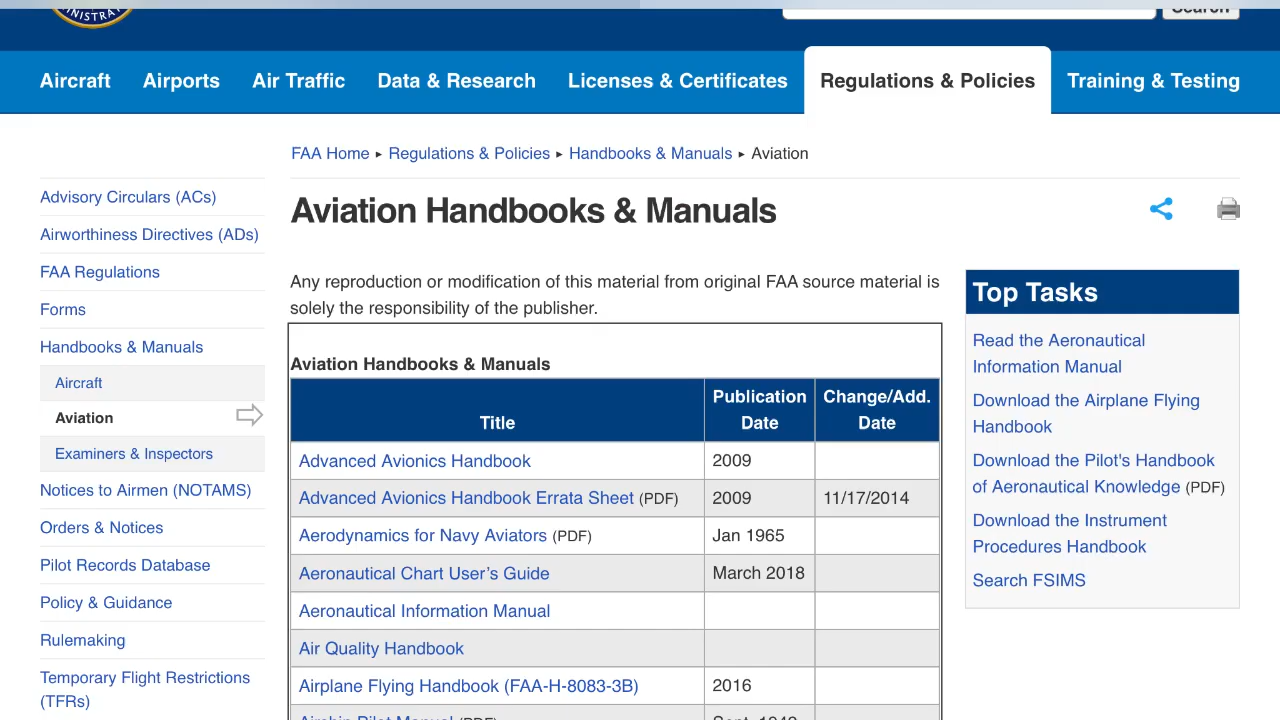 Search
Aircraft
Airports
Air Traffic
Data & Research
Licenses & Certificates
Regulations & Policies
Training & Testing
FAA Home ▸ Regulations & Policies ▸ Handbooks & Manuals ▸ Aviation
Advisory Circulars (ACs)
Airworthiness Directives (ADs)
FAA Regulations
Forms
Handbooks & Manuals
Aircraft
Aviation
Examiners & Inspectors
Notices to Airmen (NOTAMS)
Orders & Notices
Pilot Records Database
Policy & Guidance
Rulemaking
Temporary Flight Restrictions
(TFRs)
Aviation Handbooks & Manuals
Any reproduction or modification of this material from original FAA source material is
solely the responsibility of the publisher.
Aviation Handbooks & Manuals
Title Publication Date Change/Add. Date
Advanced Avionics Handbook 2009
Advanced Avionics Handbook Errata Sheet (PDF) 2009 11/17/2014
Aerodynamics for Navy Aviators (PDF) Jan 1965
Aeronautical Chart User’s Guide March 2018
Aeronautical Information Manual
Air Quality Handbook
Airplane Flying Handbook (FAA-H-8083-3B) 2016
Airship Pilot Manual (PDF) Sept. 1942
Top Tasks
Read the Aeronautical
Information Manual
Download the Airplane Flying
Handbook
Download the Pilot's Handbook
of Aeronautical Knowledge (PDF)
Download the Instrument
Procedures Handbook
Search FSIMS